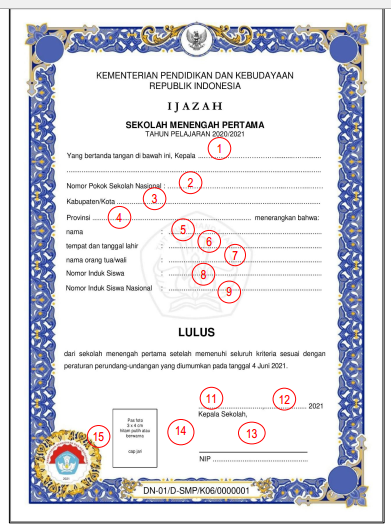 KEMENTERIAN PENDIDIKAN DAN KEBUDAYAAN
REPUBLIK INDONESIA
IJAZAH
SEKOLAH MENENGAH PERTAMA
TAHUN PELAJARAN 2020/2021
Yang bertanda tangan di bawah ini, Kepala ..... 1 .....
Nomor Pokok Sekolah Nasional : ..... 2 .....
Kabupaten/Kota ..... 3 .....
Provinsi ..... 4 ..... menerangkan bahwa:
nama : ..... 5 .....
tempat dan tanggal lahir : ..... 6 .....
nama orang tua/wali : ..... 7 .....
Nomor Induk Siswa : ..... 8 .....
Nomor Induk Siswa Nasional : ..... 9 .....
LULUS
dari sekolah menengah pertama setelah memenuhi seluruh kriteria sesuai dengan
peraturan perundang-undangan yang diumumkan pada tanggal 4 Juni 2021.
11 ..... 12 ..... 2021
Kepala Sekolah,
Pas foto
3 x 4 cm
hitam putih atau
berwarna
cap jari
15
14
13
NIP .....
2021
DN-01/D-SMP/K06/0000001